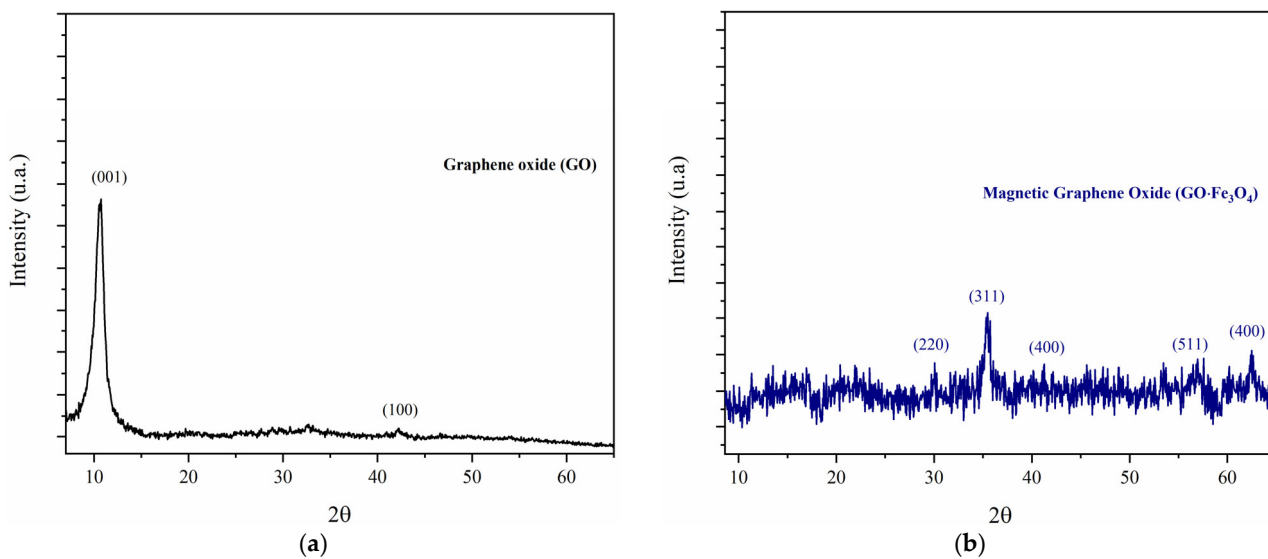 Intensity (u.a.)
Graphene oxide (GO)
(001)
(100)
10 20 30 40 50 60
2θ
(a)
Intensity (u.a)
Magnetic Graphene Oxide (GO·Fe₃O₄)
(311)
(220)
(400)
(511)
(400)
10 20 30 40 50 60
2θ
(b)